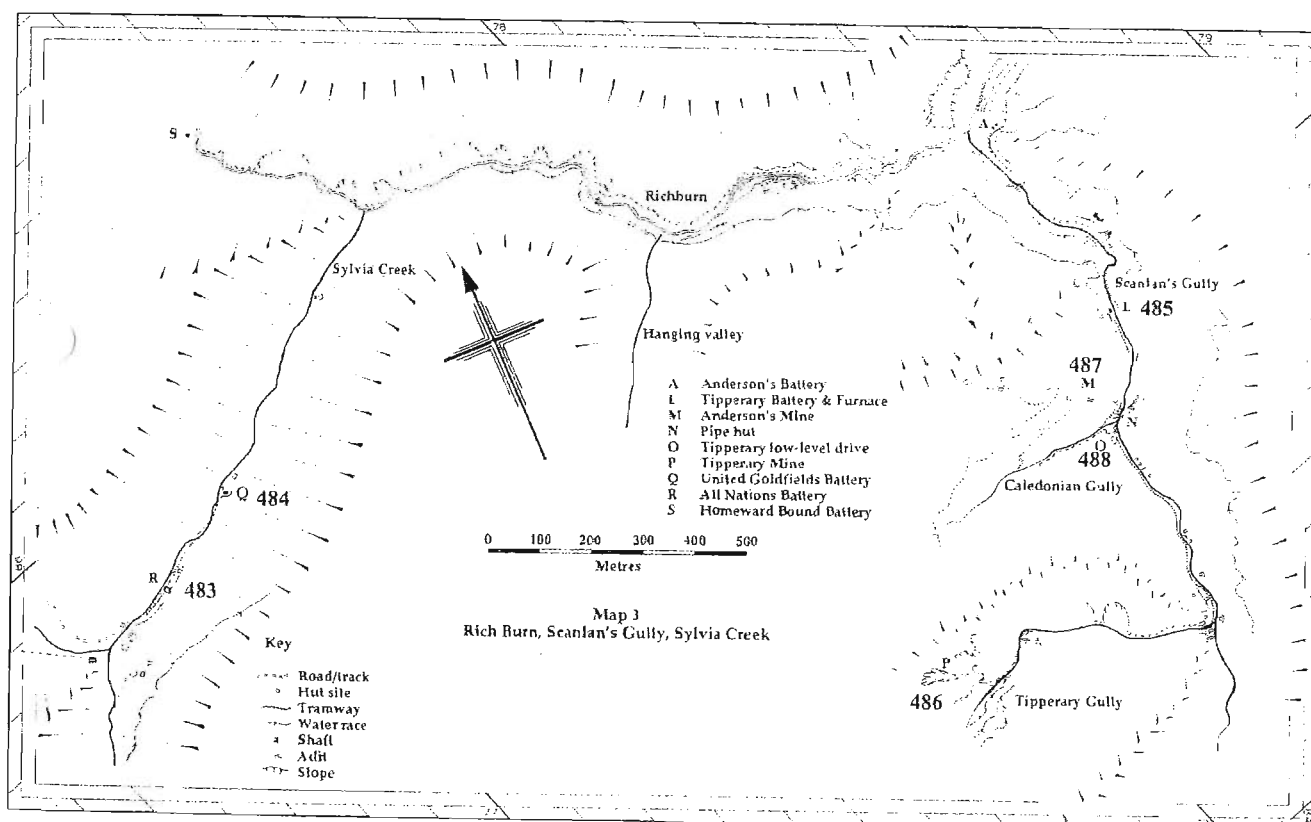 78
79
S
A
Richburn
Sylvia Creek
Scanlan's Gully
L 485
Hanging valley
487
M
A Anderson's Battery
L Tipperary Battery & Furnace
M Anderson's Mine
N Pipe hut
O Tipperary low-level drive
P Tipperary Mine
Q United Goldfields Battery
R All Nations Battery
S Homeward Bound Battery
N
O
488
Caledonian Gully
Q 484
0 100 200 300 400 500
Metres
R
483
Map 3
Rich Burn, Scanlan's Gully, Sylvia Creek
Key
Road/track
Hut site
Tramway
Water race
Shaft
Adit
Slope
P
486
Tipperary Gully
77